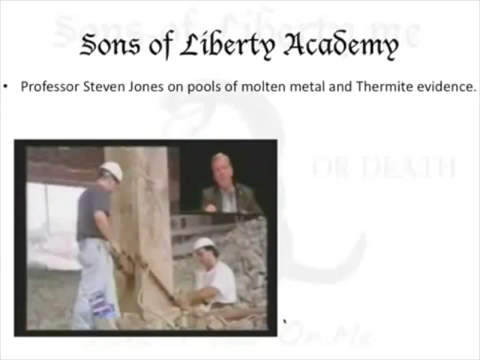 Sons of Liberty Academy
• Professor Steven Jones on pools of molten metal and Thermite evidence.
OR DEATH